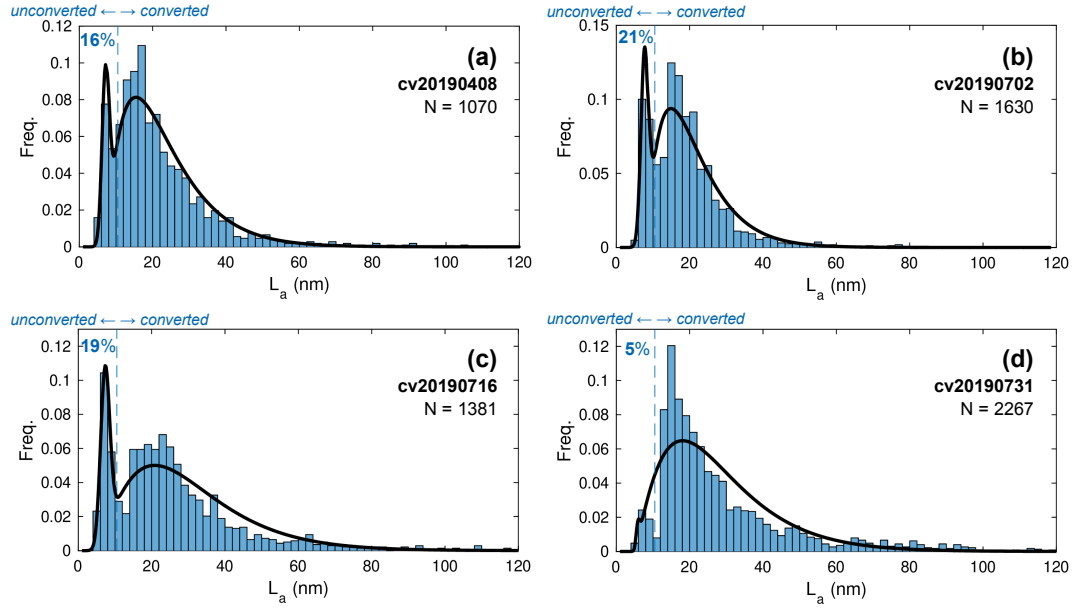 unconverted ← → converted
0.12
16%
(a)
0.1
cv20190408
N = 1070
0.08
Freq.
0.06
0.04
0.02
0
0 20 40 60 80 100 120
L_a (nm)
unconverted ← → converted
0.15
21%
(b)
cv20190702
N = 1630
0.1
Freq.
0.05
0
0 20 40 60 80 100 120
L_a (nm)
unconverted ← → converted
0.12
19%
(c)
0.1
cv20190716
N = 1381
0.08
Freq.
0.06
0.04
0.02
0
0 20 40 60 80 100 120
L_a (nm)
unconverted ← → converted
0.12
5%
(d)
0.1
cv20190731
N = 2267
0.08
Freq.
0.06
0.04
0.02
0
0 20 40 60 80 100 120
L_a (nm)